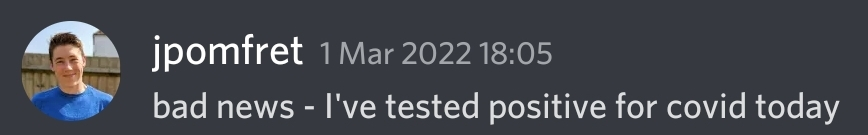 jpomfret 1 Mar 2022 18:05
bad news - I've tested positive for covid today